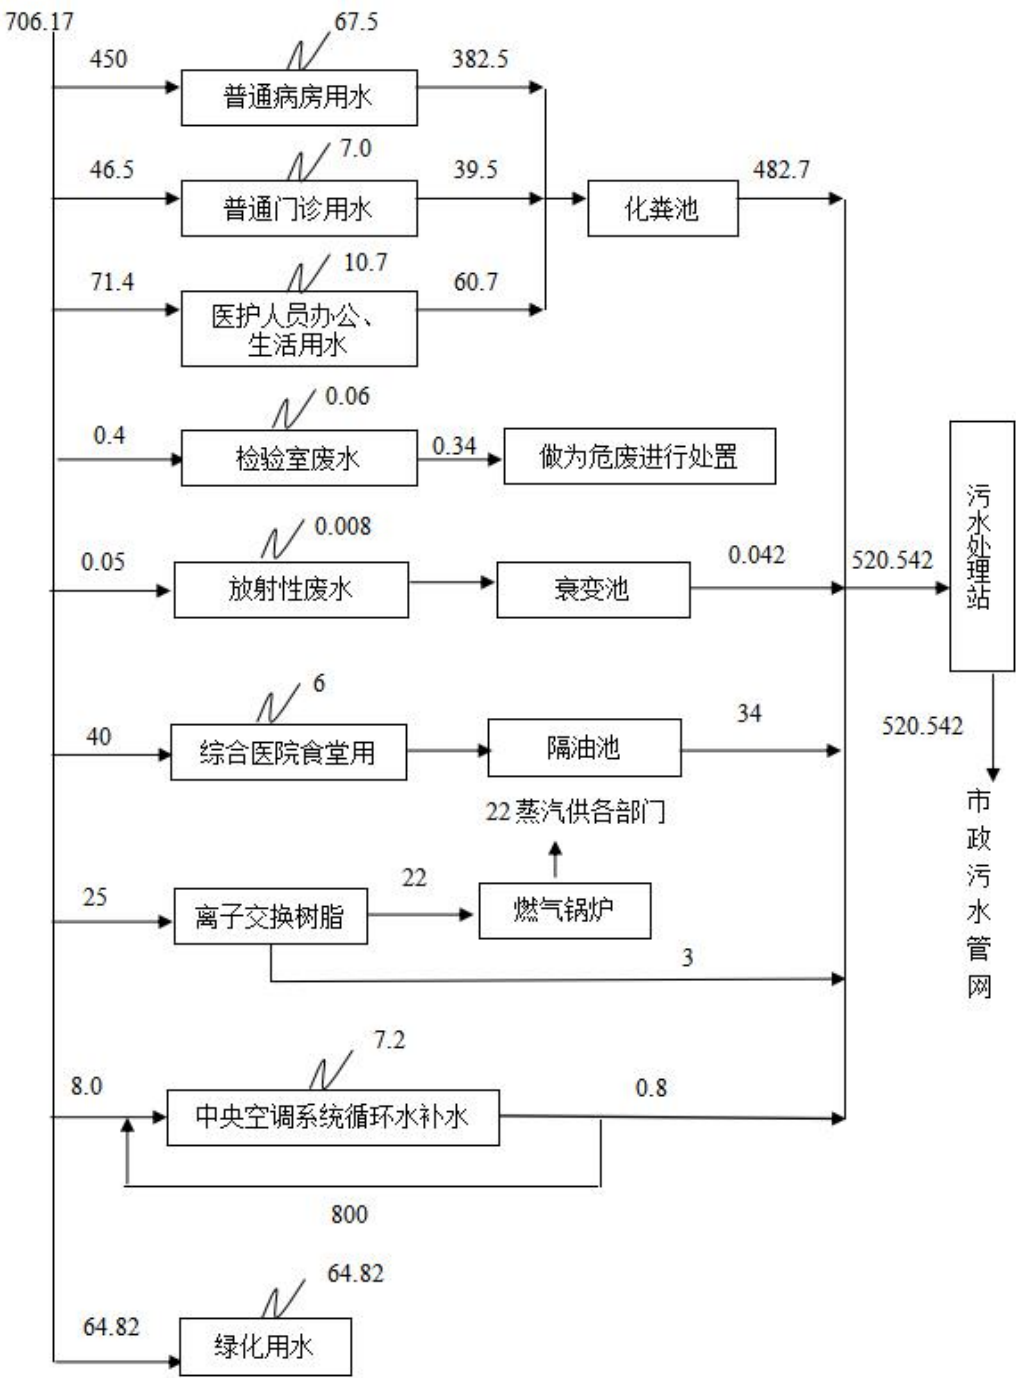 706.17
67.5
450
普通病房用水
382.5
7.0
46.5
普通门诊用水
39.5
化粪池
482.7
10.7
71.4
医护人员办公、
生活用水
60.7
0.06
0.4
检验室废水
0.34
做为危废进行处置
0.008
0.05
放射性废水
衰变池
0.042
520.542
污水处理站
6
40
综合医院食堂用
隔油池
34
520.542
市政污水管网
22蒸汽供各部门
25
离子交换树脂
22
燃气锅炉
3
7.2
8.0
中央空调系统循环水补水
0.8
800
64.82
64.82
绿化用水